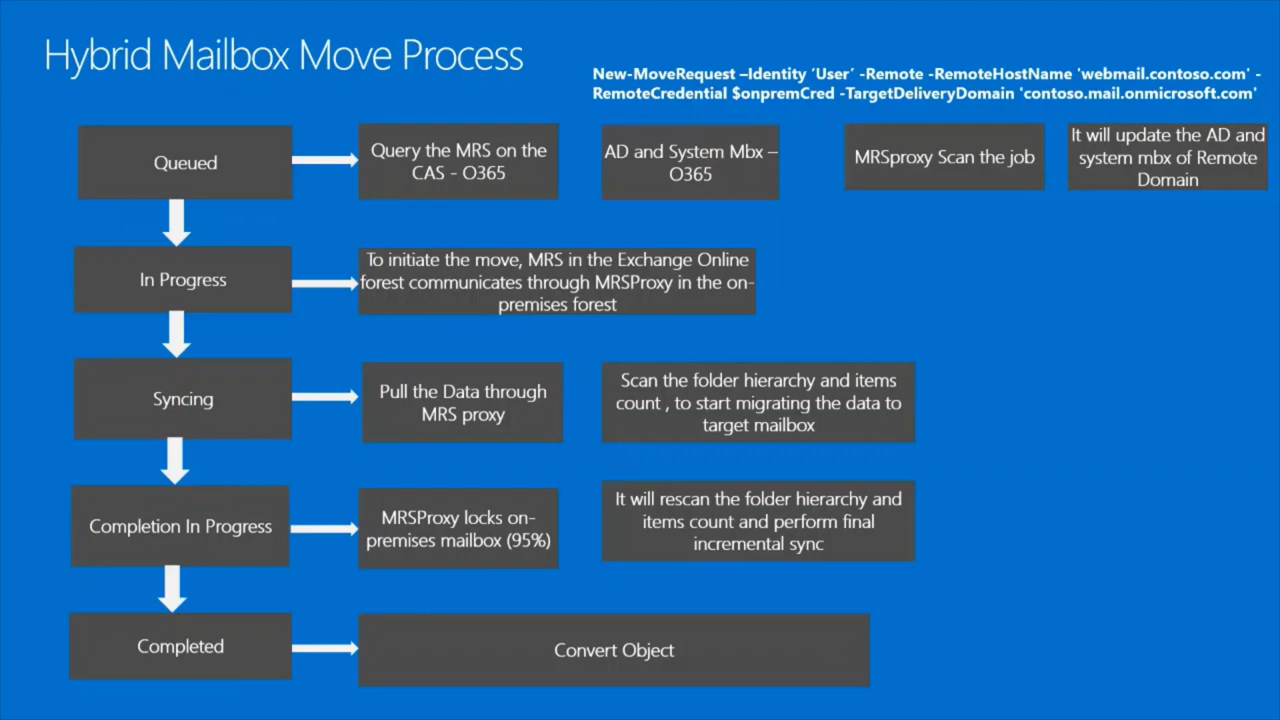 Hybrid Mailbox Move Process
New-MoveRequest –Identity ‘User’ -Remote -RemoteHostName 'webmail.contoso.com' -
RemoteCredential $onpremCred -TargetDeliveryDomain 'contoso.mail.onmicrosoft.com'
Queued
Query the MRS on the
CAS - O365
AD and System Mbx –
O365
MRSproxy Scan the job
It will update the AD and
system mbx of Remote
Domain
In Progress
To initiate the move, MRS in the Exchange Online
forest communicates through MRSProxy in the on-
premises forest
Syncing
Pull the Data through
MRS proxy
Scan the folder hierarchy and items
count , to start migrating the data to
target mailbox
Completion In Progress
MRSProxy locks on-
premises mailbox (95%)
It will rescan the folder hierarchy and
items count and perform final
incremental sync
Completed
Convert Object